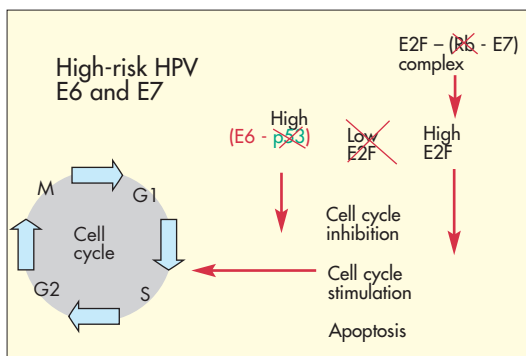 High-risk HPV
E6 and E7
E2F – (Rb - E7)
complex
High
(E6 - p53)
Low
E2F
High
E2F
M
G1
Cell
cycle
G2
S
Cell cycle
inhibition
Cell cycle
stimulation
Apoptosis